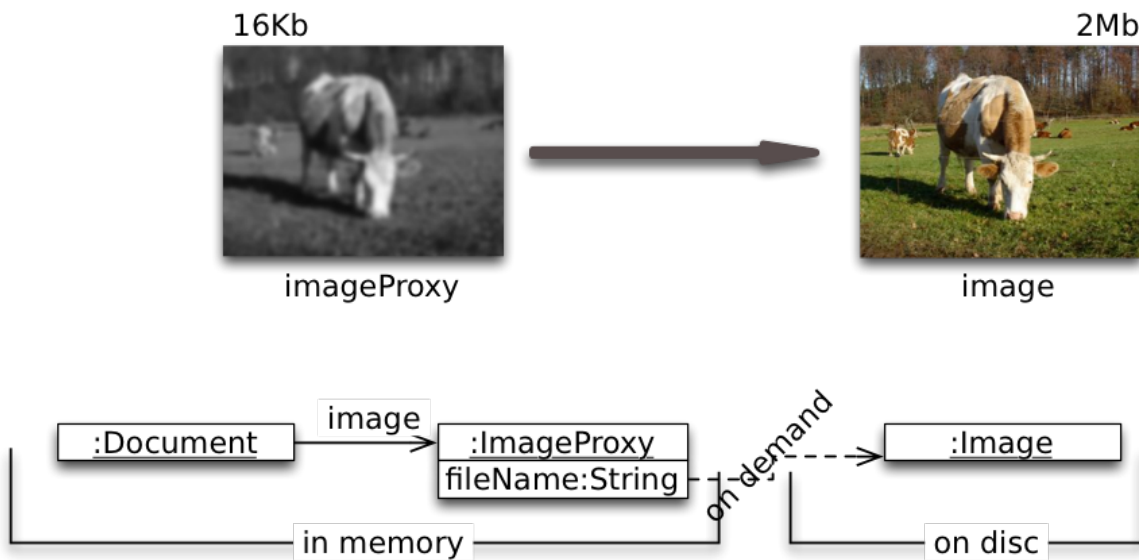 16Kb
2Mb
imageProxy
image
image
:Document
:ImageProxy
fileName:String
on demand
:Image
in memory
on disc